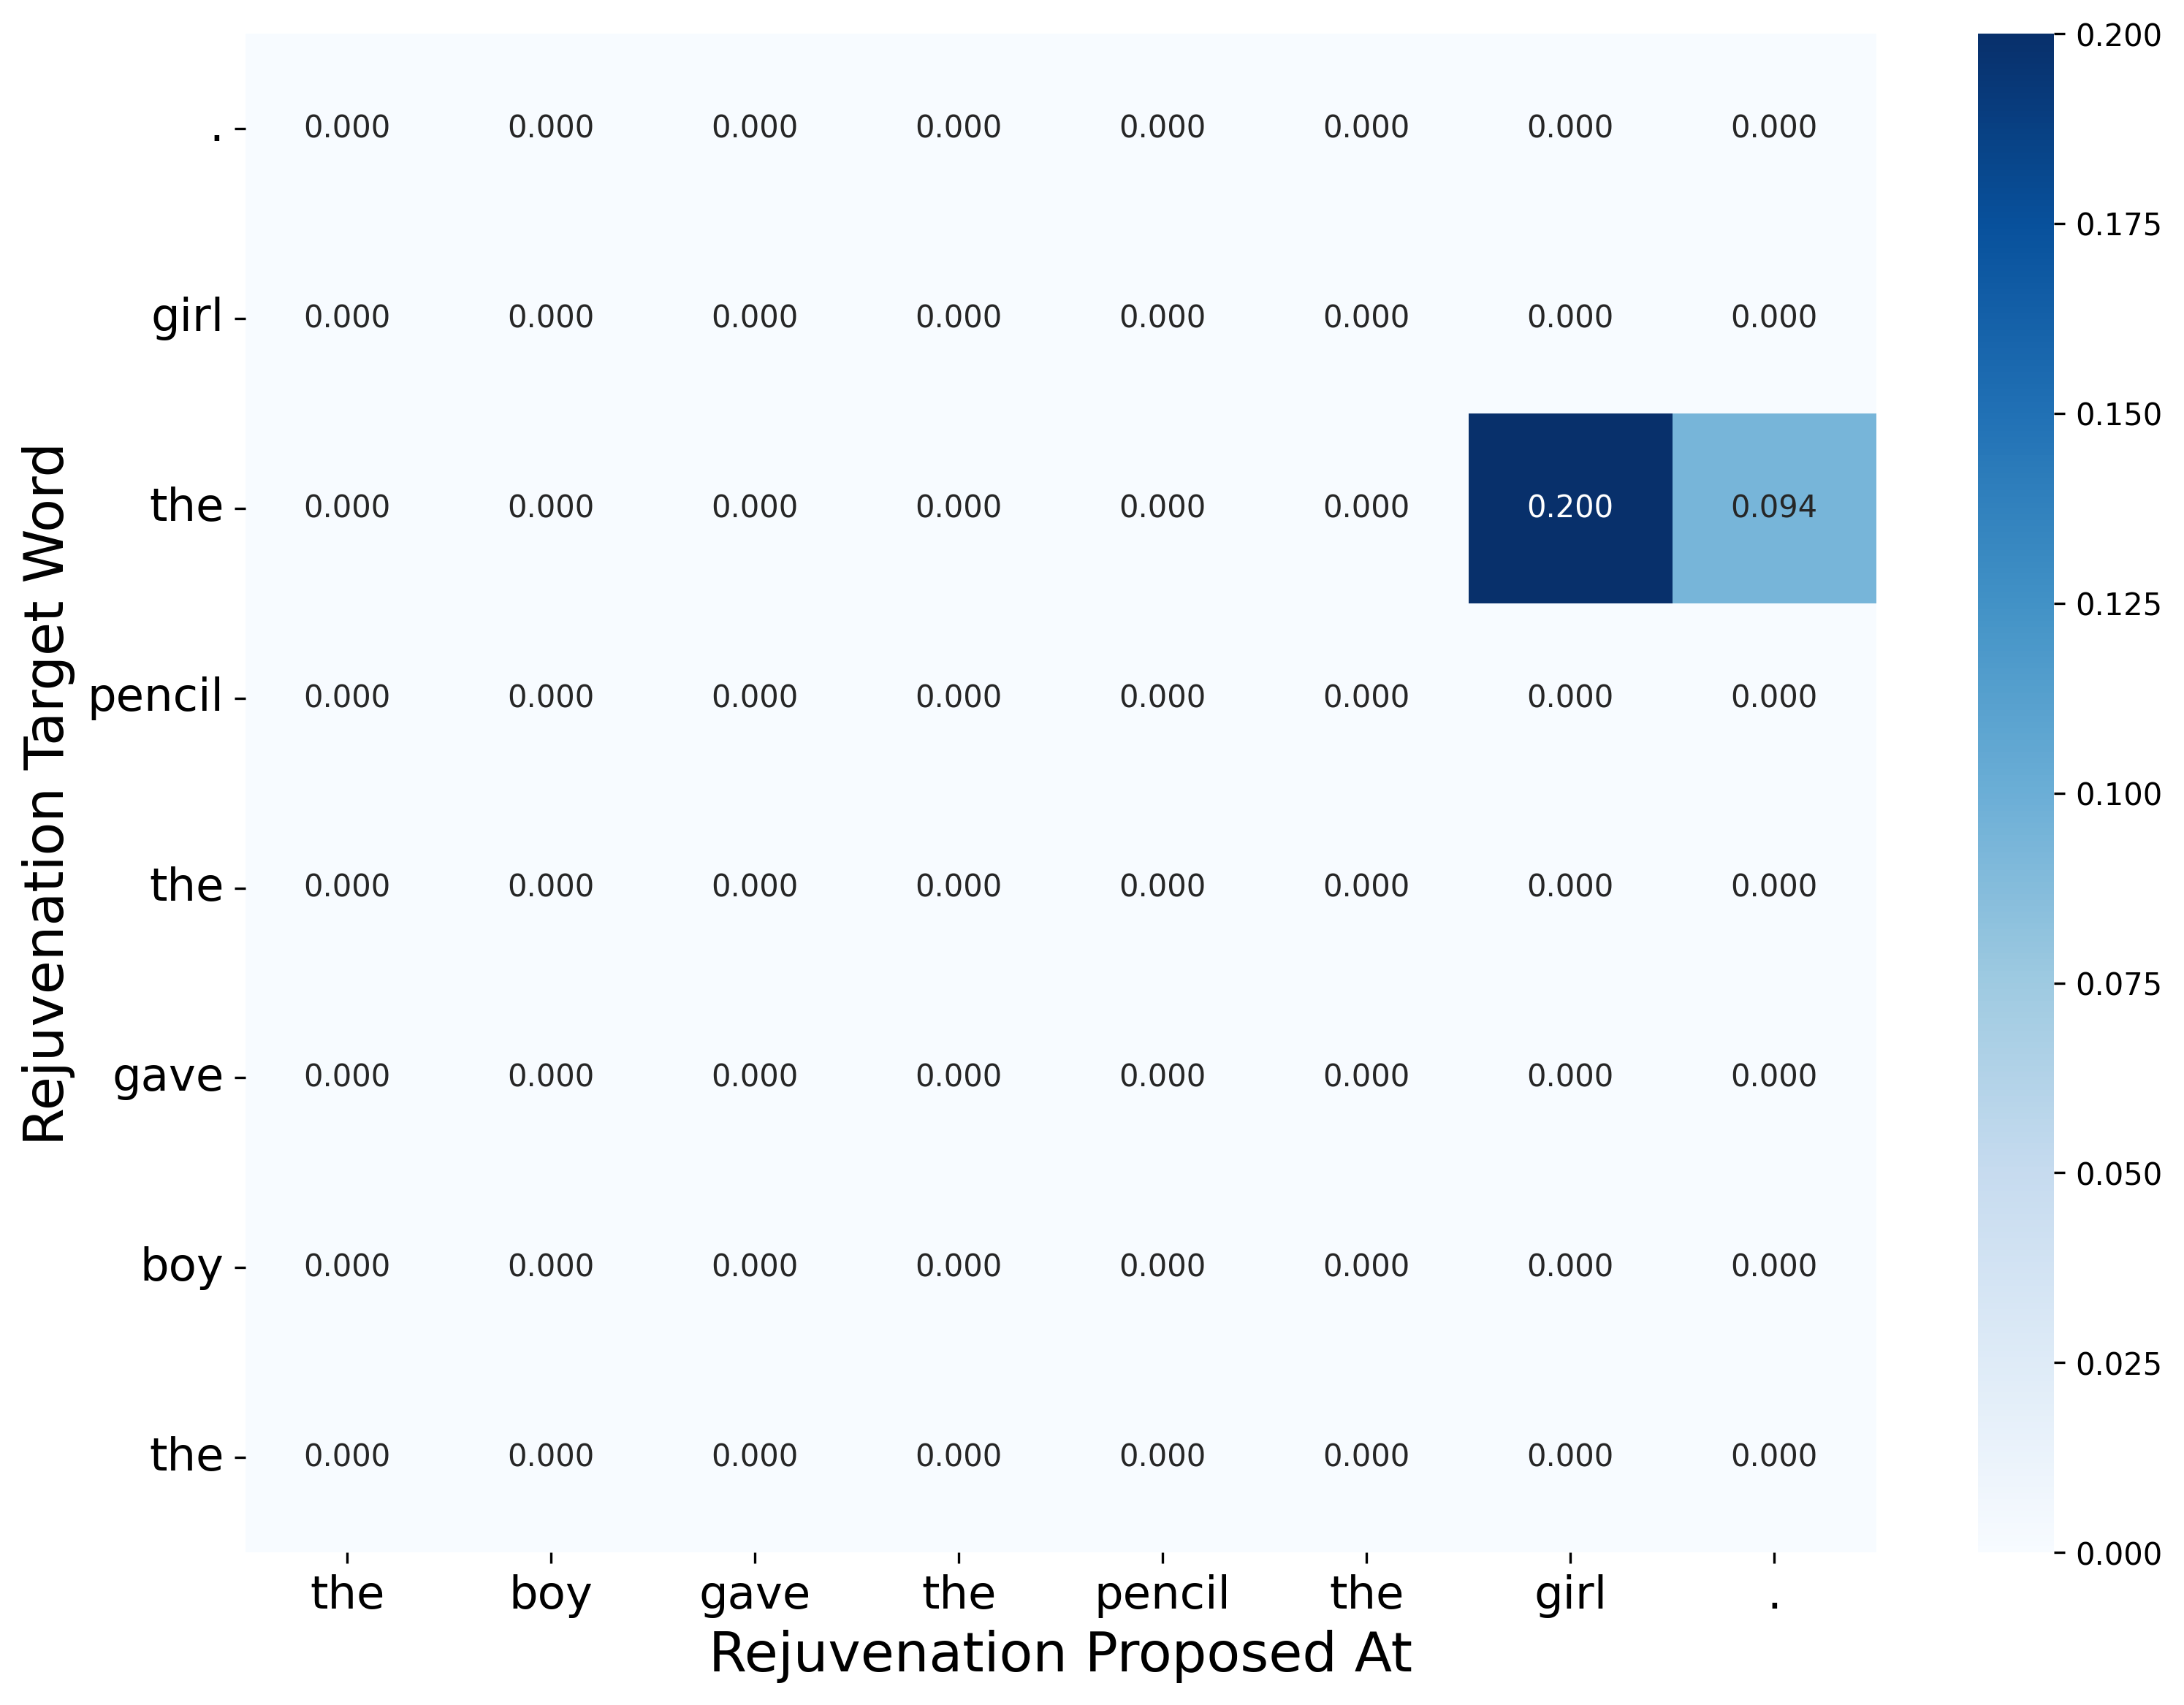 0.200
. 0.000 0.000 0.000 0.000 0.000 0.000 0.000 0.000
0.175
girl 0.000 0.000 0.000 0.000 0.000 0.000 0.000 0.000
0.150
the 0.000 0.000 0.000 0.000 0.000 0.000 0.200 0.094
0.125
pencil 0.000 0.000 0.000 0.000 0.000 0.000 0.000 0.000
0.100
Rejuvenation Target Word
the 0.000 0.000 0.000 0.000 0.000 0.000 0.000 0.000
0.075
gave 0.000 0.000 0.000 0.000 0.000 0.000 0.000 0.000
0.050
boy 0.000 0.000 0.000 0.000 0.000 0.000 0.000 0.000
0.025
the 0.000 0.000 0.000 0.000 0.000 0.000 0.000 0.000
0.000
the boy gave the pencil the girl .
Rejuvenation Proposed At